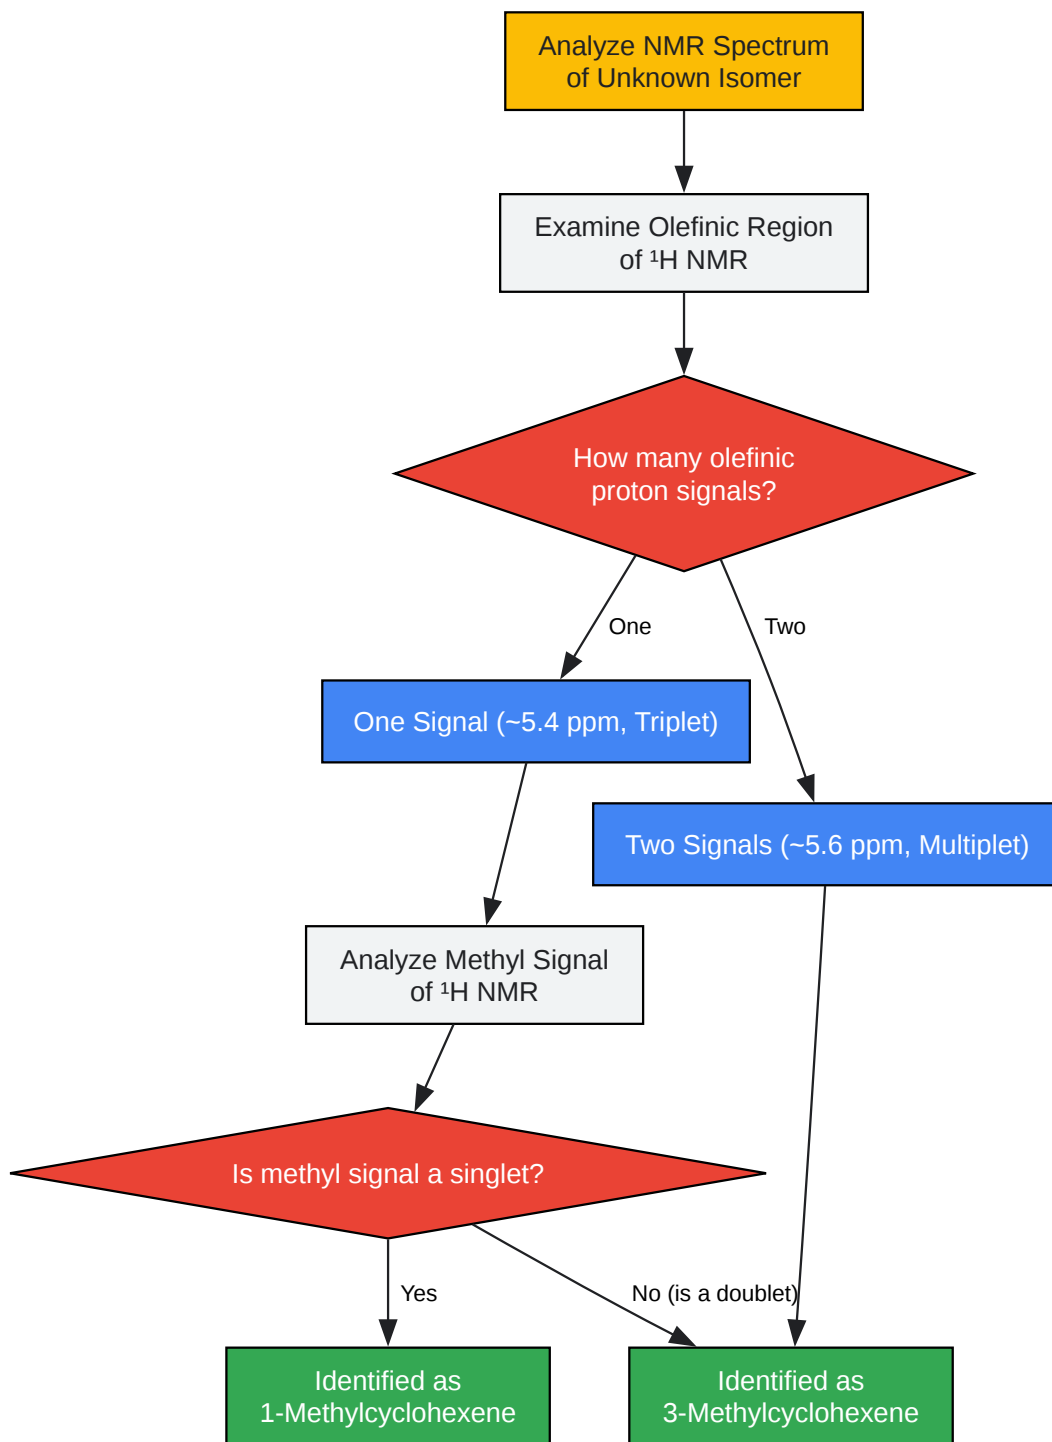 Analyze NMR Spectrum
of Unknown Isomer
Examine Olefinic Region
of ¹H NMR
How many olefinic
proton signals?
One
Two
One Signal (~5.4 ppm, Triplet)
Two Signals (~5.6 ppm, Multiplet)
Analyze Methyl Signal
of ¹H NMR
Is methyl signal a singlet?
Yes
No (is a doublet)
Identified as
1-Methylcyclohexene
Identified as
3-Methylcyclohexene